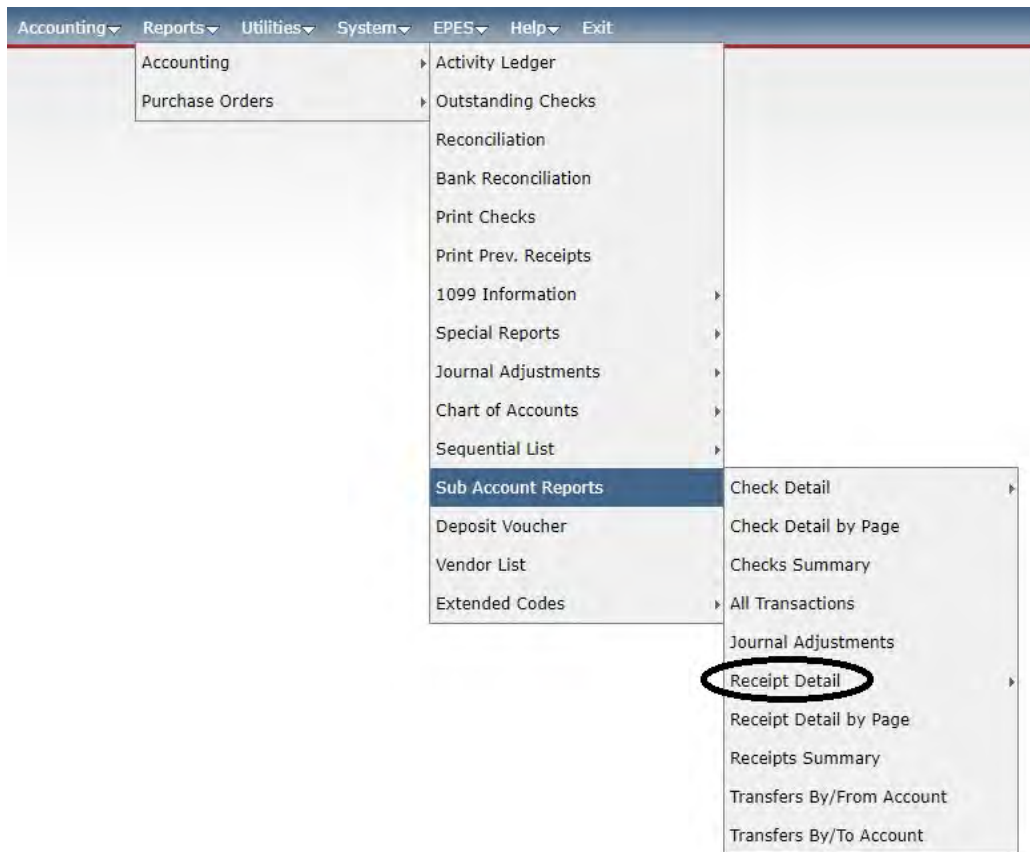 Accounting Reports Utilities System EPES Help Exit
Accounting
Purchase Orders
Activity Ledger
Outstanding Checks
Reconciliation
Bank Reconciliation
Print Checks
Print Prev. Receipts
1099 Information
Special Reports
Journal Adjustments
Chart of Accounts
Sequential List
Sub Account Reports
Deposit Voucher
Vendor List
Extended Codes
Check Detail
Check Detail by Page
Checks Summary
All Transactions
Journal Adjustments
Receipt Detail
Receipt Detail by Page
Receipts Summary
Transfers By/From Account
Transfers By/To Account